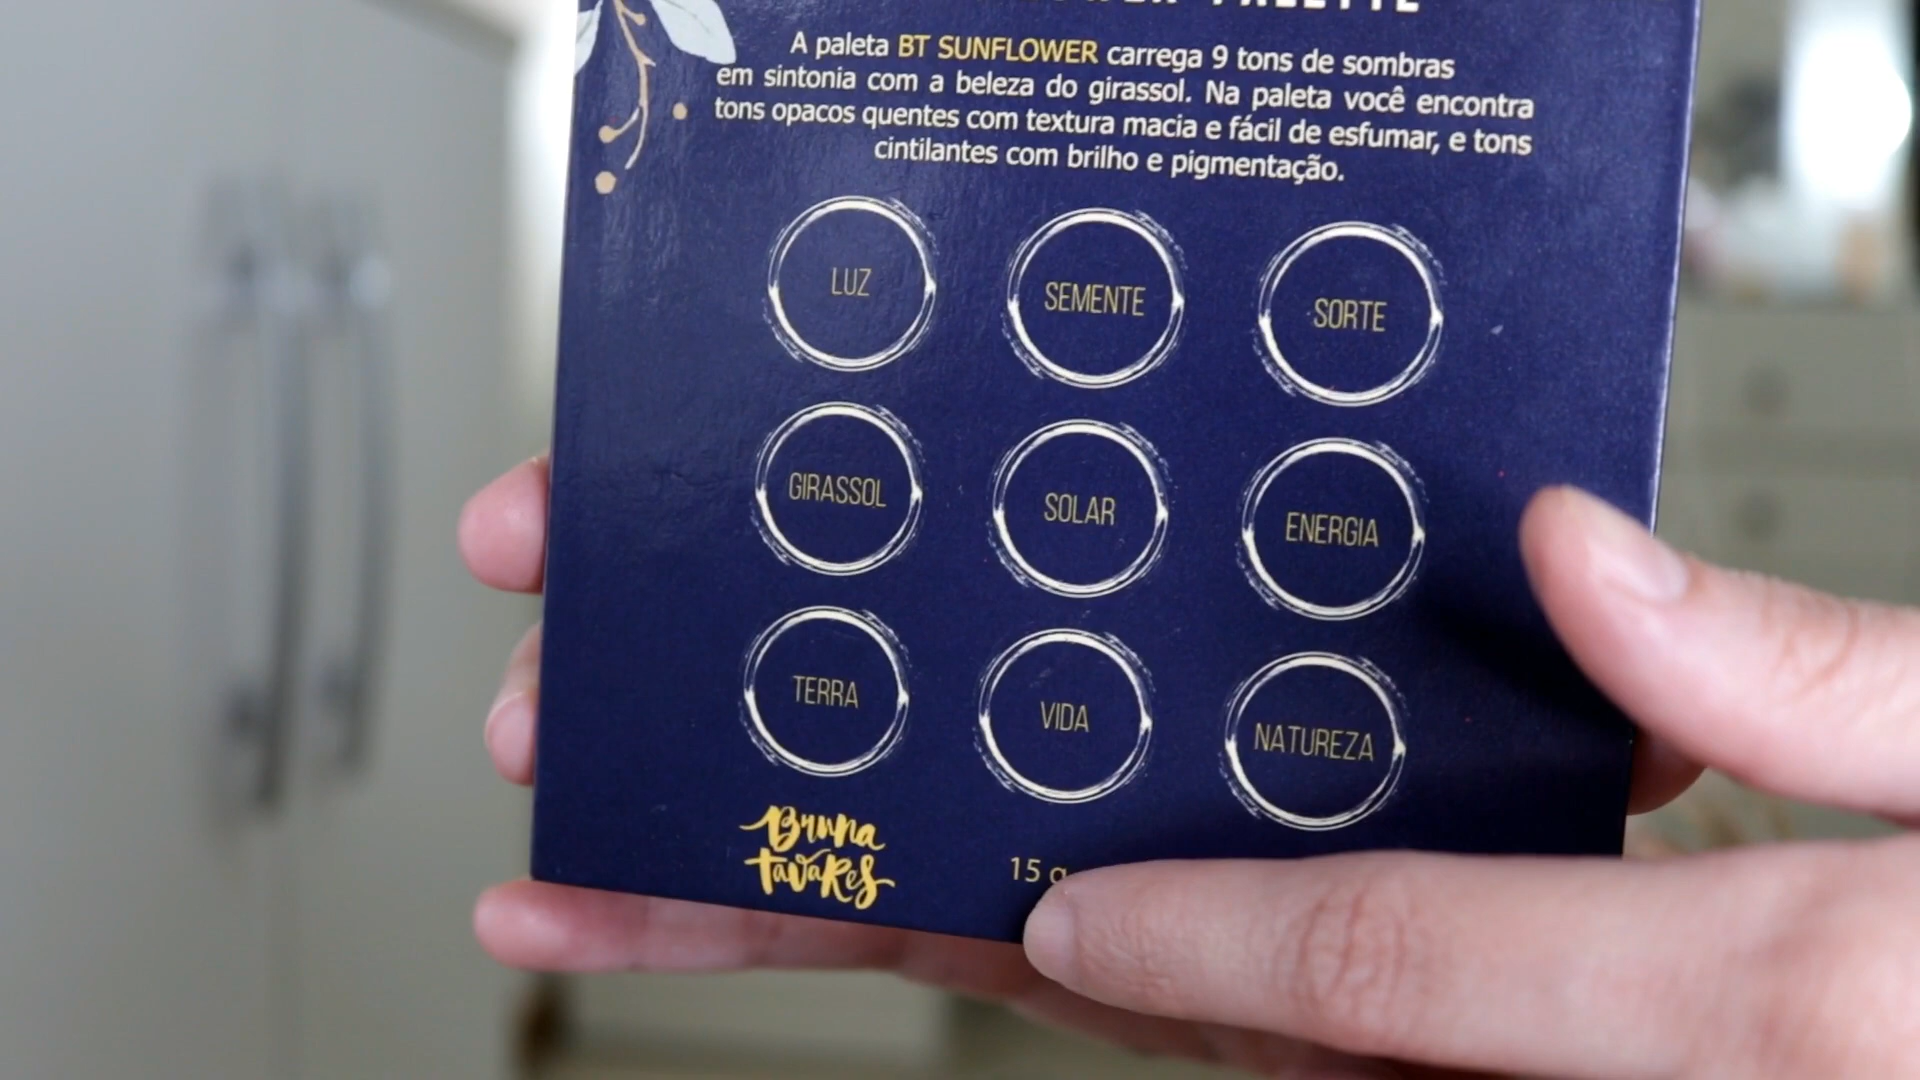 PALETTE
A paleta BT SUNFLOWER carrega 9 tons de sombras
em sintonia com a beleza do girassol. Na paleta você encontra
tons opacos quentes com textura macia e fácil de esfumar, e tons
cintilantes com brilho e pigmentação.
LUZ SEMENTE SORTE
GIRASSOL SOLAR ENERGIA
TERRA VIDA NATUREZA
Bruna
Tavares
15 g